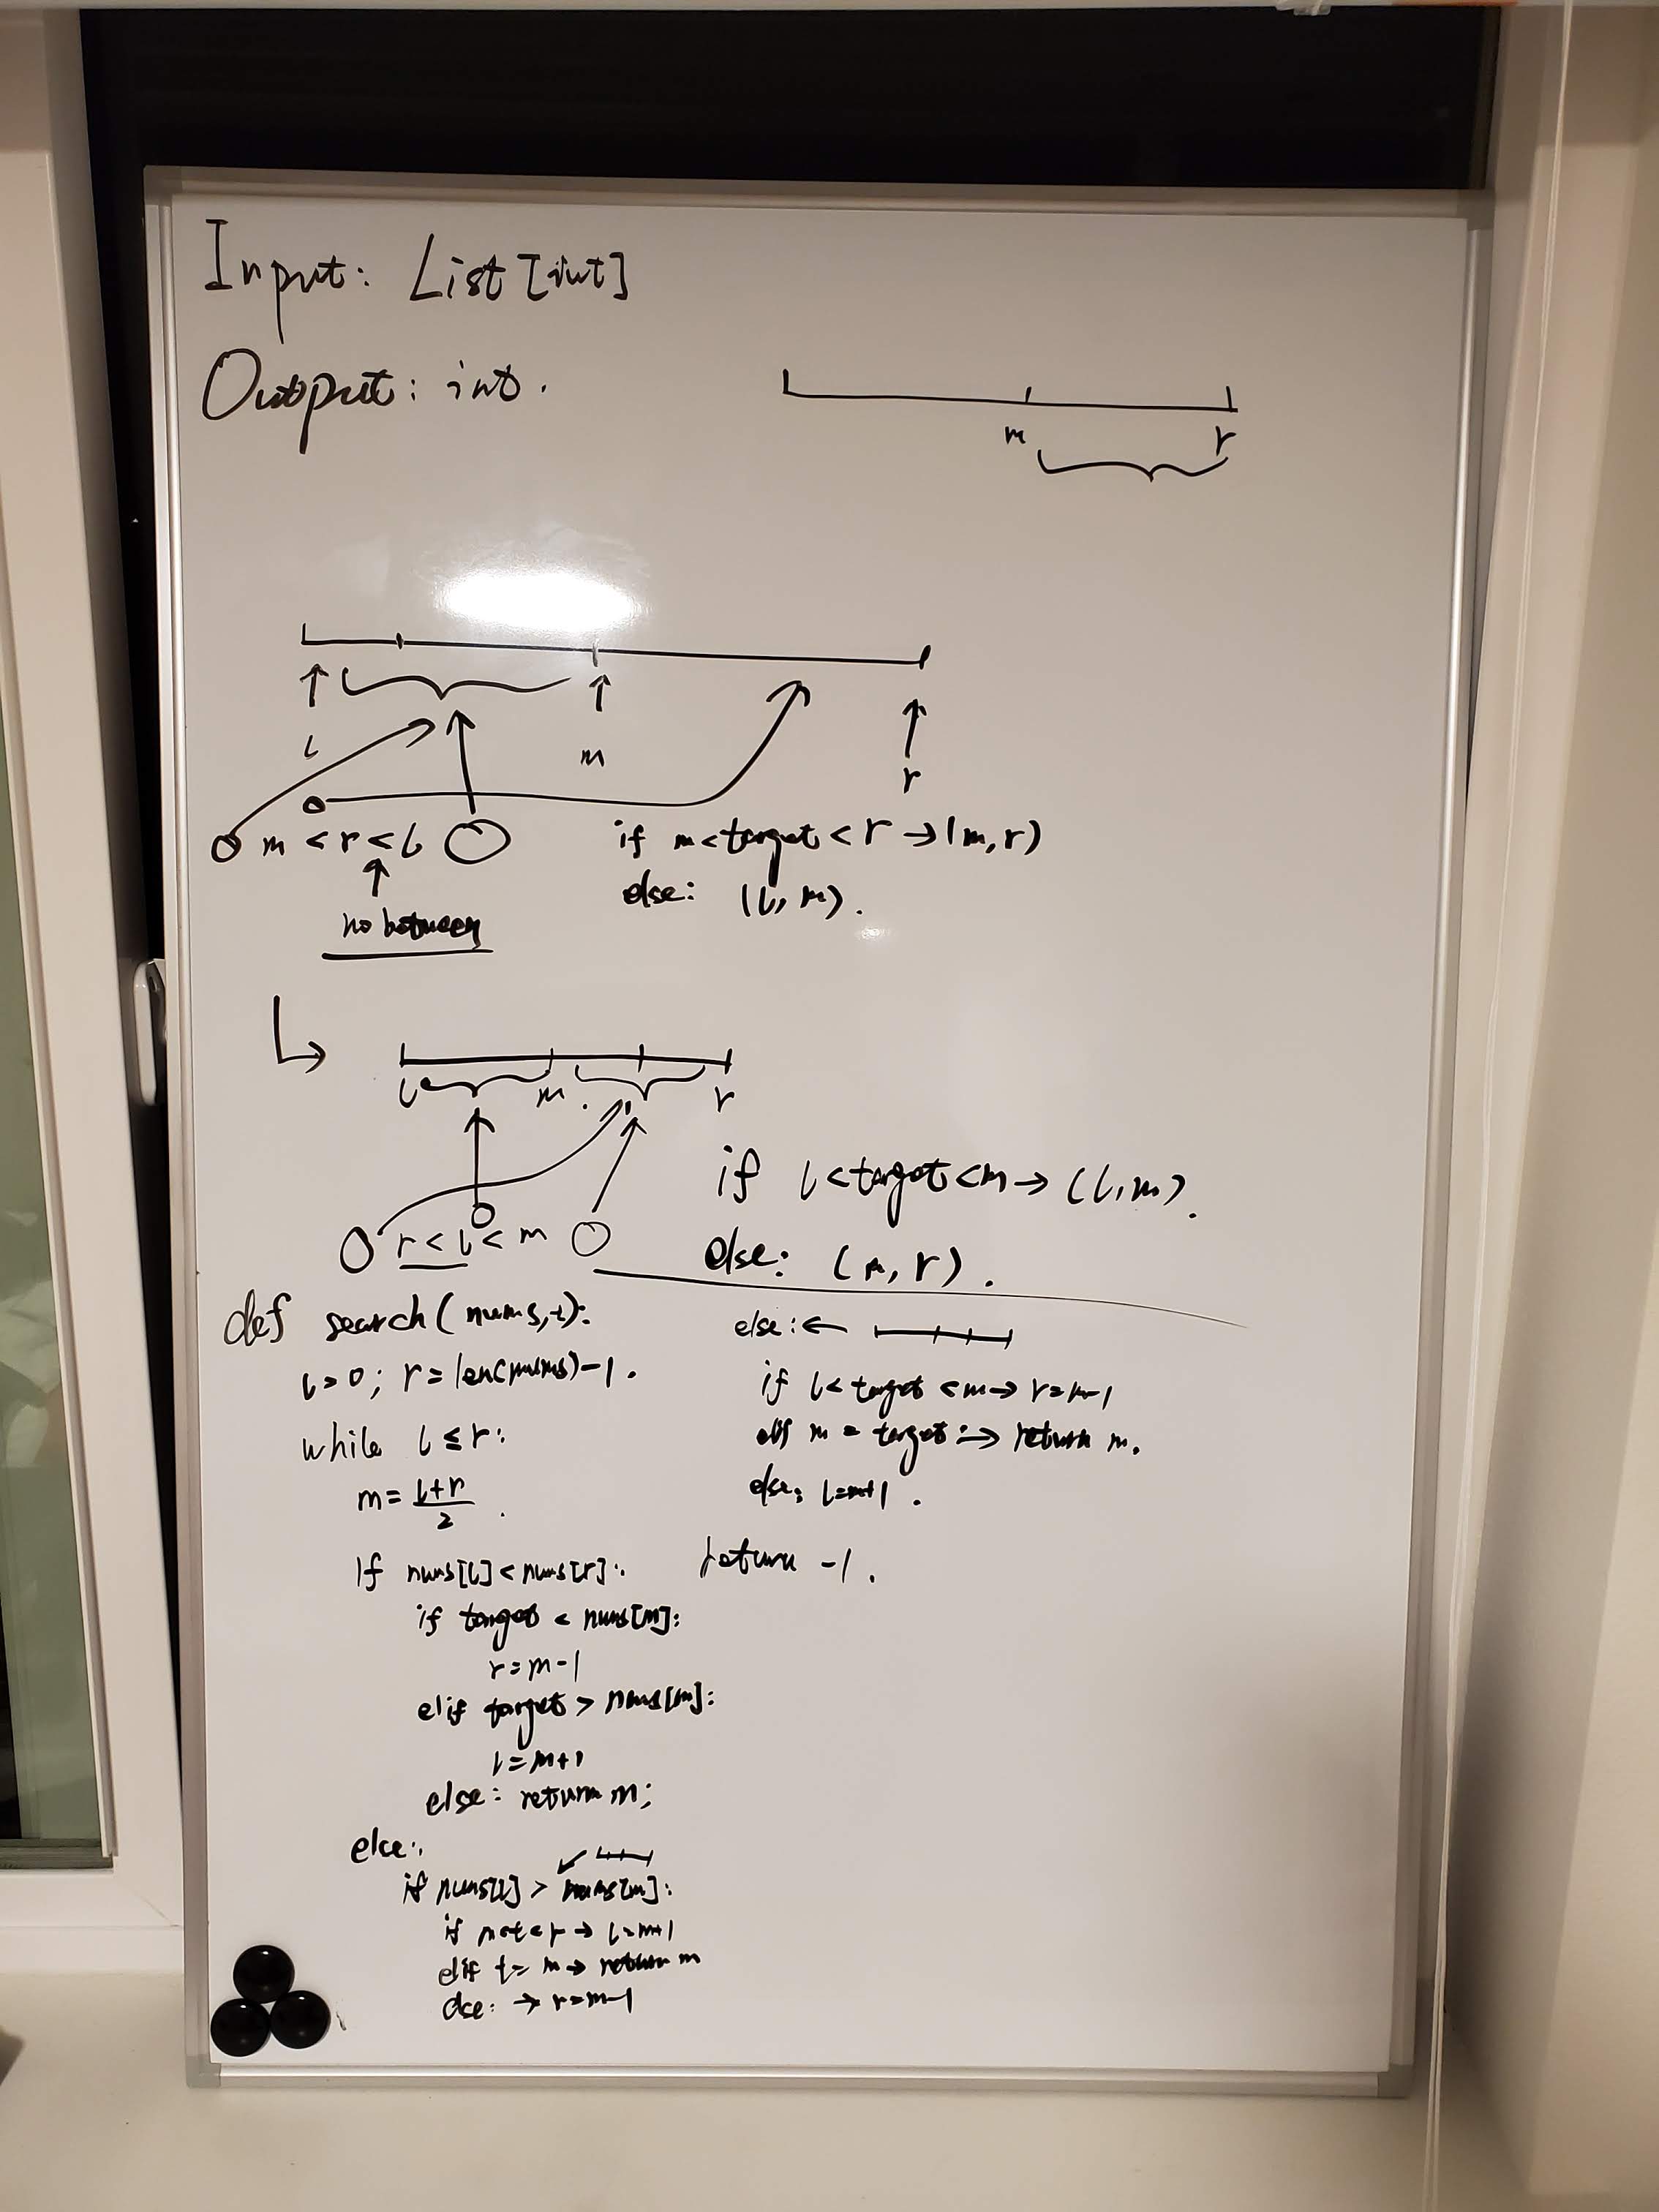 Input: List[int]
Output: int.
m r
l m r
m < r < l
no between
if m<target<r → (m,r)
else: (l, m).
l m. r
r < l < m
if l<target<m → (l,m).
else: (m, r).
def search(nums,t):
l=0; r=len(nums)-1.
while l≤r:
m= l+r
2
if nums[l]<nums[r]:
if target < nums[m]:
r=m-1
elif target > nums[m]:
l=m+1
else: return m;
else:
if nums[l] > nums[m]:
if m<t<r → l=m+1
elif t= m → return m
else: → r=m-1
else: ←
if l<target<m → r=m-1
elif m = target: → return m.
else: l=m+1.
return -1.